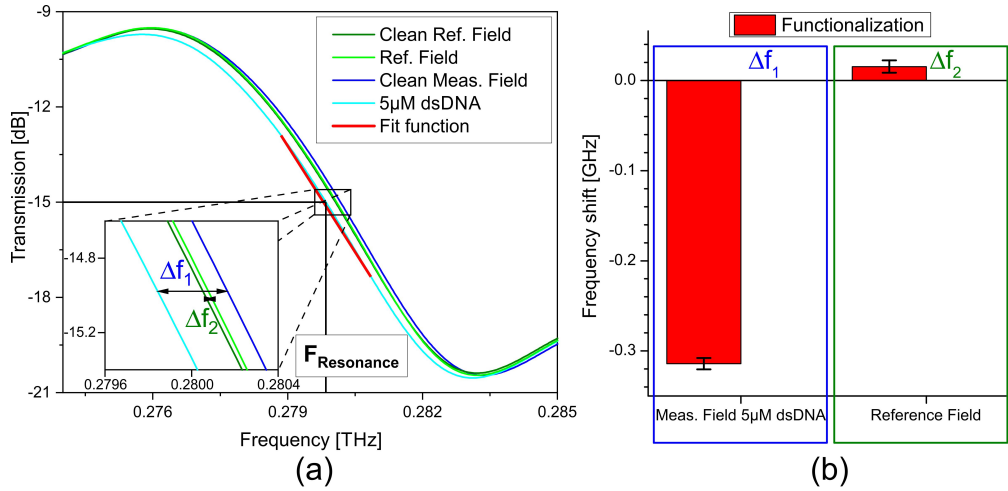 Clean Ref. Field
Ref. Field
Clean Meas. Field
5µM dsDNA
Fit function
Transmission [dB]
-9
-12
-15
-18
-21
-14.8
-15.2
Δf1
Δf2
0.2796
0.2800
0.2804
FResonance
0.276
0.279
0.282
0.285
Frequency [THz]
(a)
Functionalization
Δf1
Δf2
Frequency shift [GHz]
0.0
-0.1
-0.2
-0.3
Meas. Field 5µM dsDNA
Reference Field
(b)